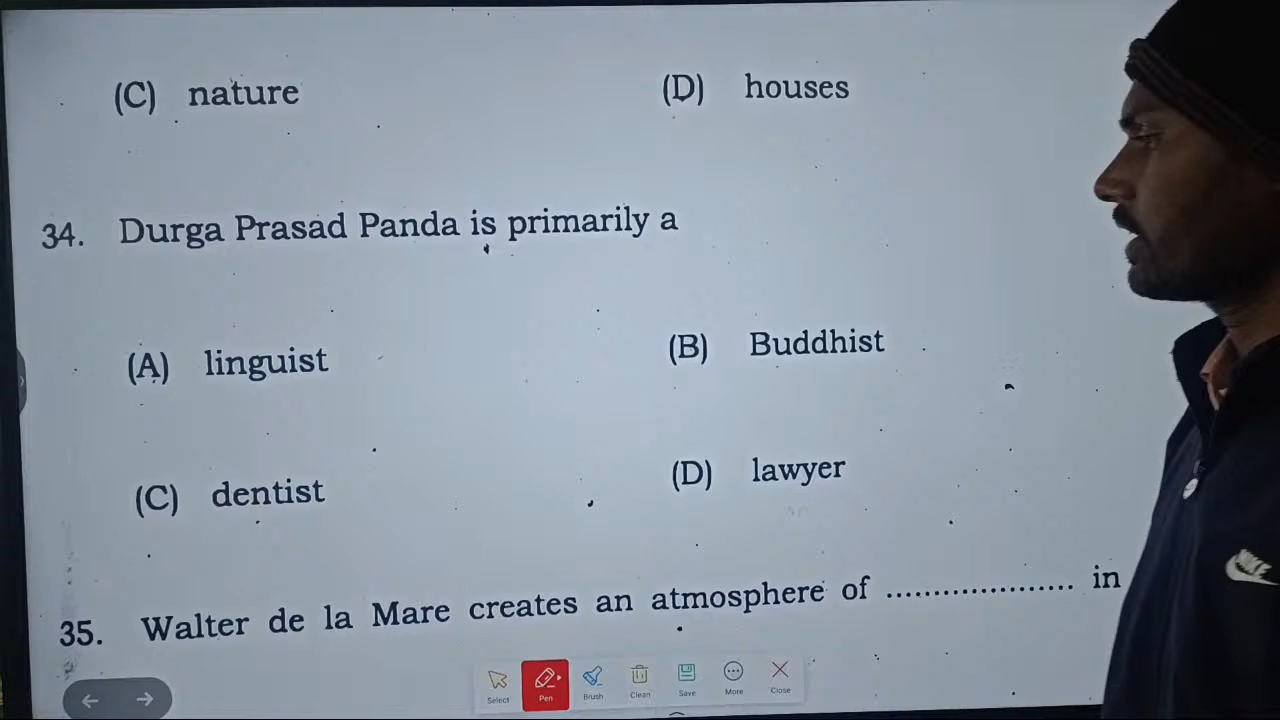 (C) nature (D) houses
34. Durga Prasad Panda is primarily a
(A) linguist (B) Buddhist
(C) dentist (D) lawyer
35. Walter de la Mare creates an atmosphere of .................... in
Select Pen Brush Clean Save More Close
NIKE